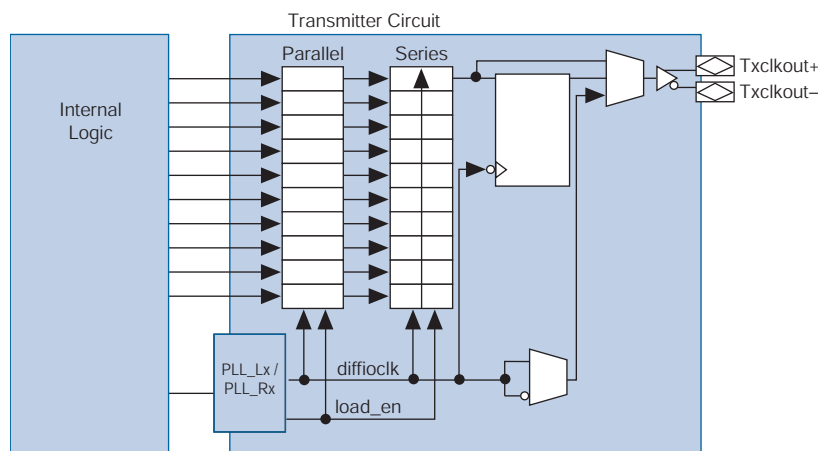 Transmitter Circuit
Parallel
Series
Txclkout+
Txclkout–
Internal
Logic
PLL_Lx /
PLL_Rx
diffioclk
load_en